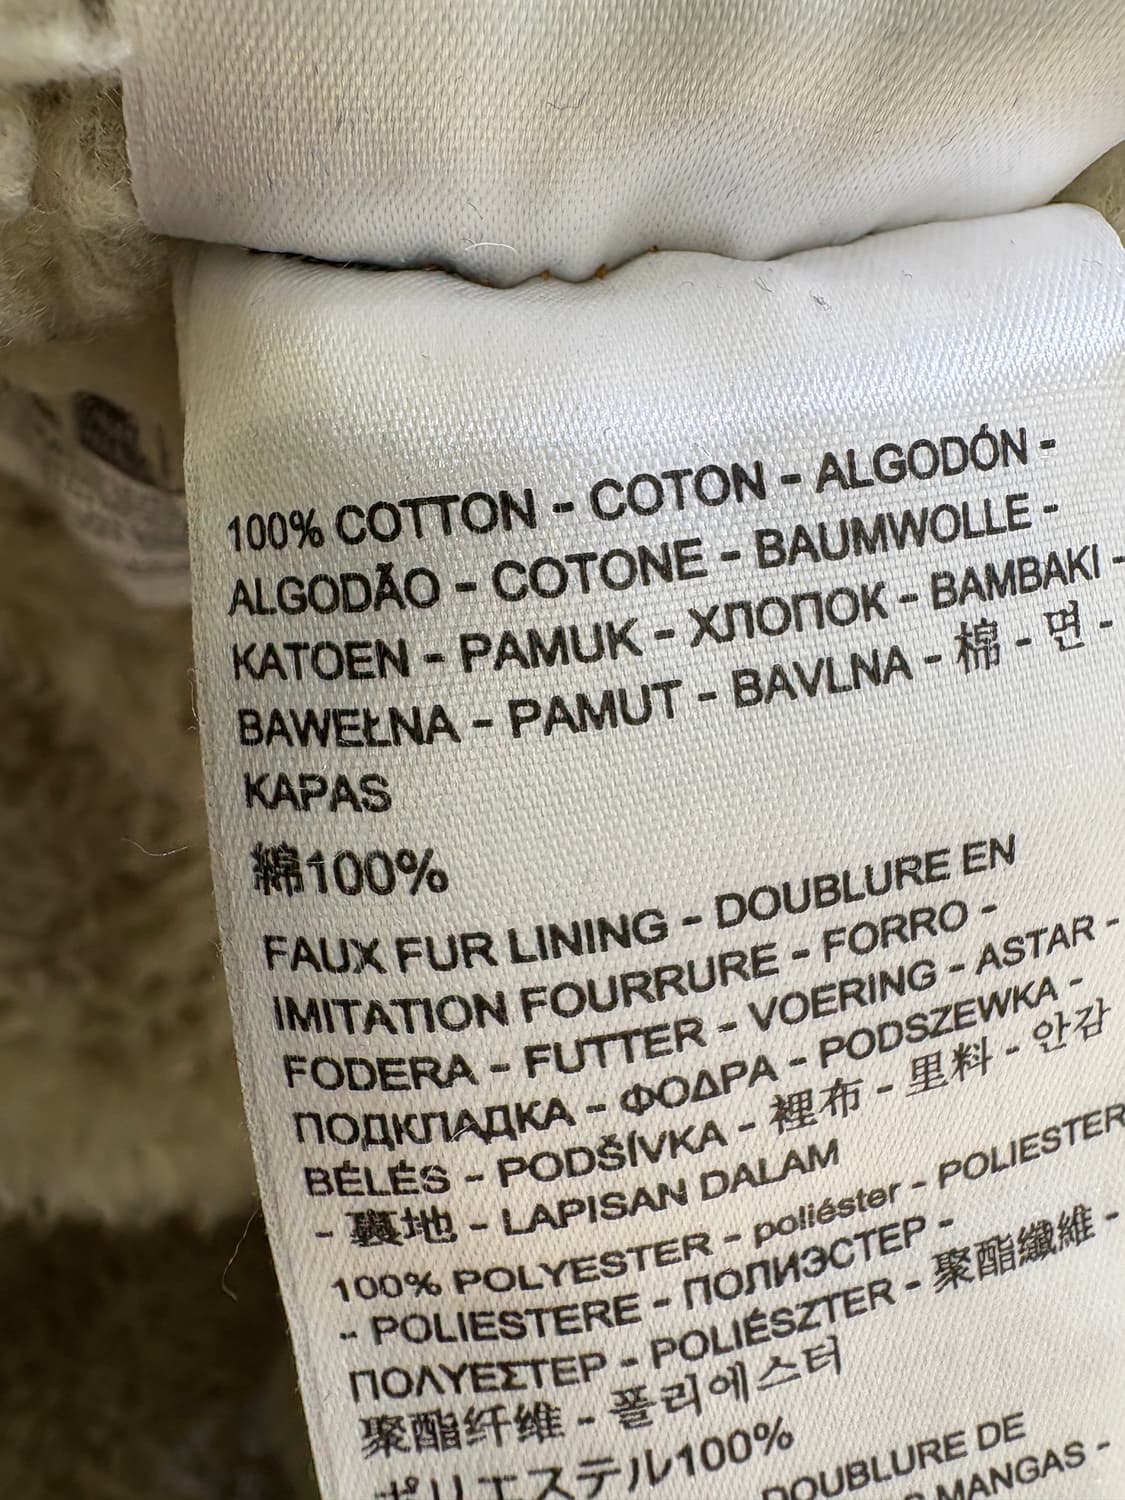 100% COTTON - COTON - ALGODÓN -
ALGODÃO - COTONE - BAUMWOLLE -
KATOEN - PAMUK - ХЛОПОК - BAMBAKI -
BAWEŁNA - PAMUT - BAVLNA - 棉 - 면 -
KAPAS
綿100%
FAUX FUR LINING - DOUBLURE EN
IMITATION FOURRURE - FORRO -
FODERA - FUTTER - VOERING - ASTAR -
ПОДКЛАДКА - ΦΟΔΡΑ - PODSZEWKA -
BÉLÉS - PODŠÍVKA - 裡布 - 里料 - 안감
- 裏地 - LAPISAN DALAM
100% POLYESTER - poliéster - POLIESTER
- POLIESTERE - ПОЛИЭСТЕР -
ΠΟΛΥΕΣΤΕΡ - POLIÉSZTER - 聚酯纖維 -
聚酯纤维 - 폴리에스터
ポリエステル100%
DOUBLURE DE
MANGAS -